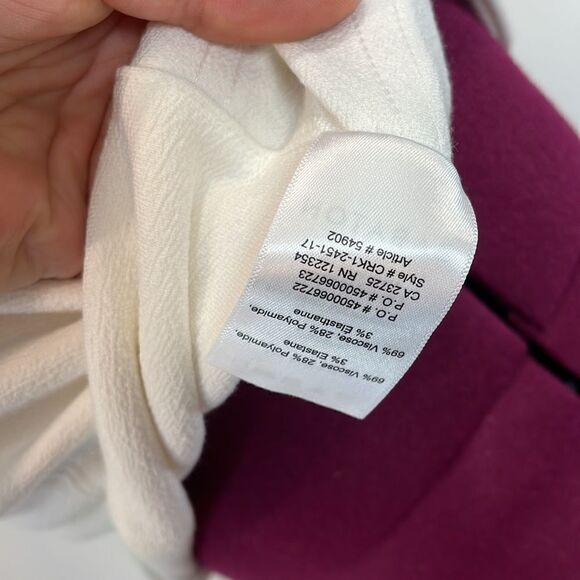 69% Viscose, 28% Polyamide,
3% Elastane
69% Viscose, 28% Polyamide,
3% Elasthanne
P.O. # 4500066722
P.O. # 4500066723
CA 23725 RN 122354
Style # CRK1-2451-17
Article # 54902